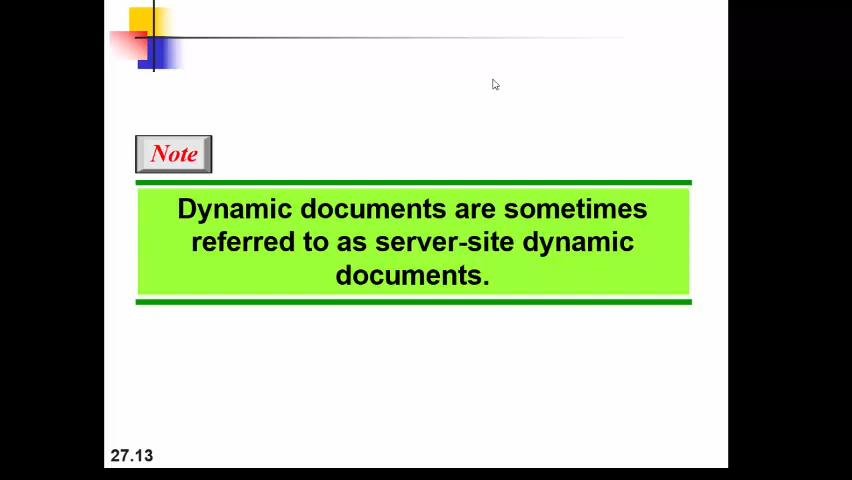 Note
Dynamic documents are sometimes
referred to as server-site dynamic
documents.
27.13